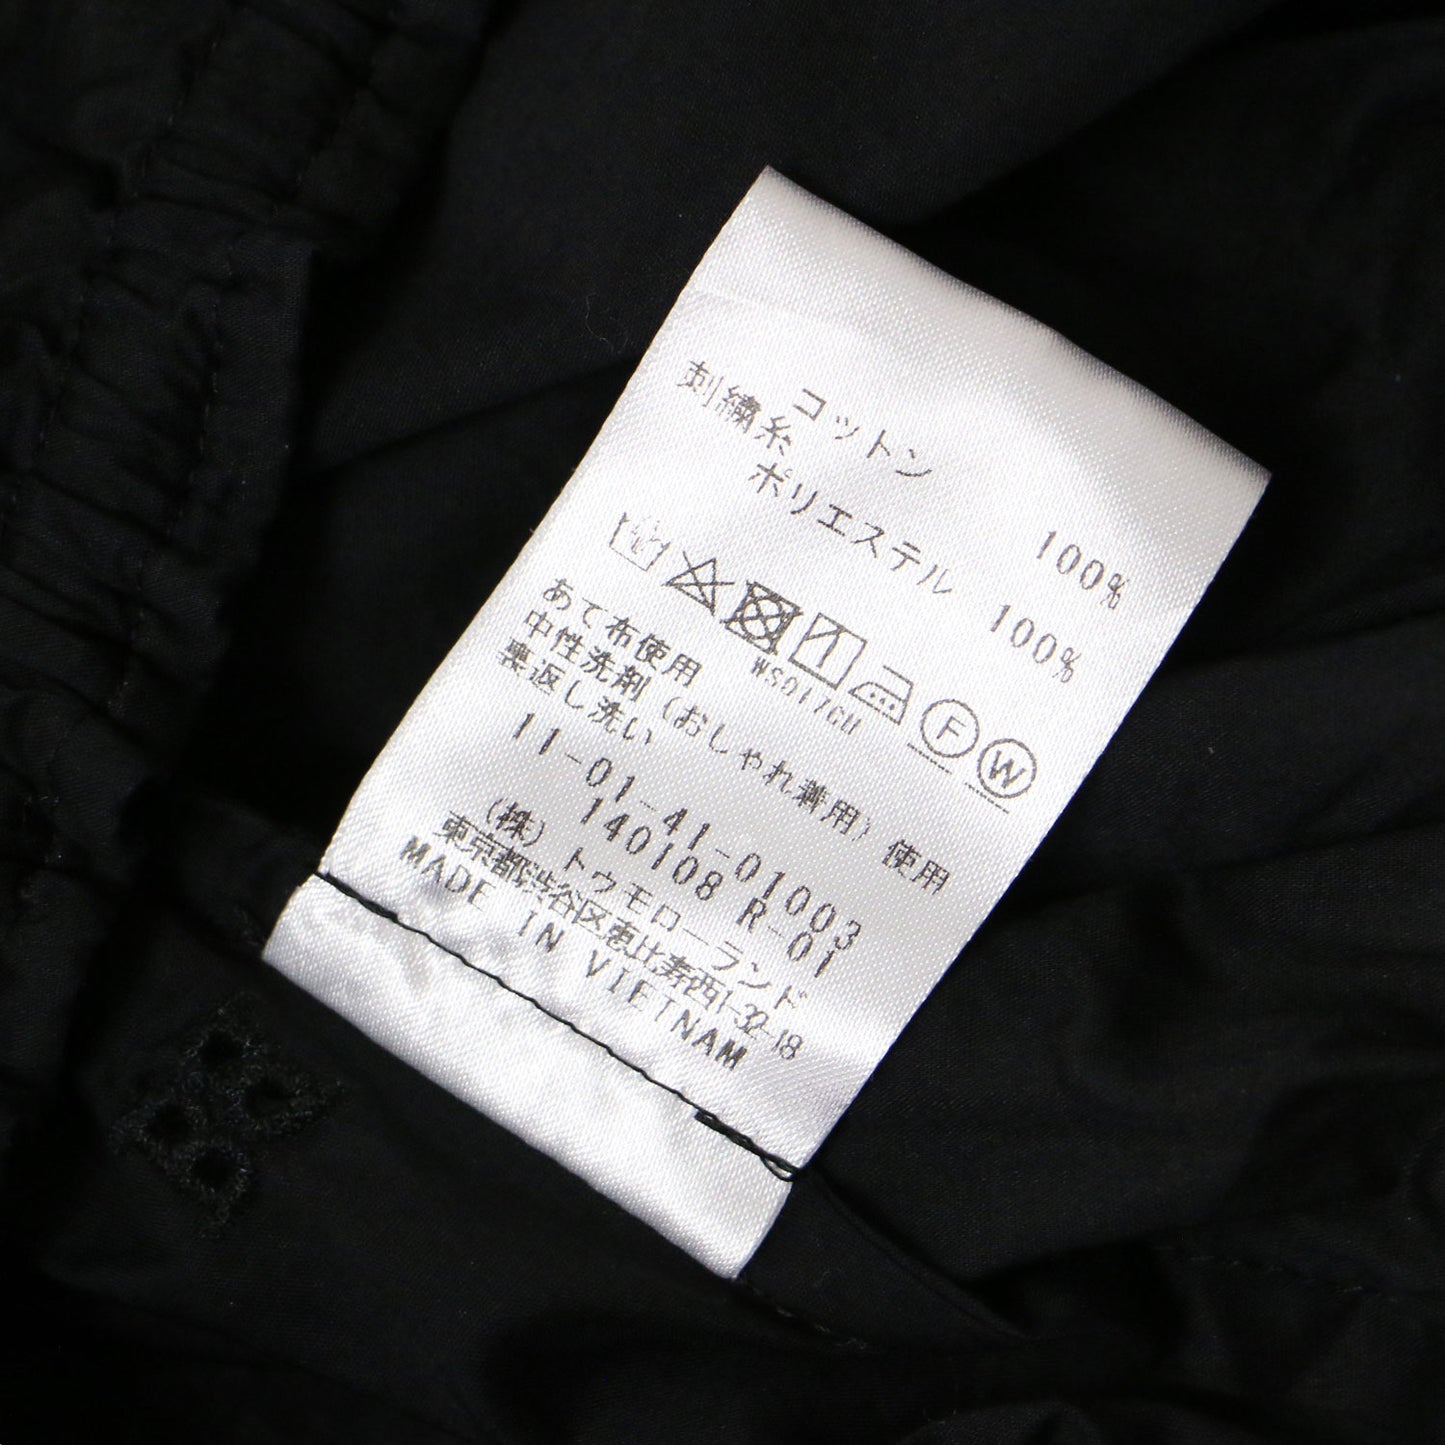 コットン 100%
刺繍糸
ポリエステル 100%
F W
WS017GH
あて布使用
中性洗剤（おしゃれ着用）使用
裏返し洗い
11-01-41-01003
140108 R-01
（株）トウモローランド
東京都渋谷区恵比寿西1-32-18
MADE IN VIETNAM